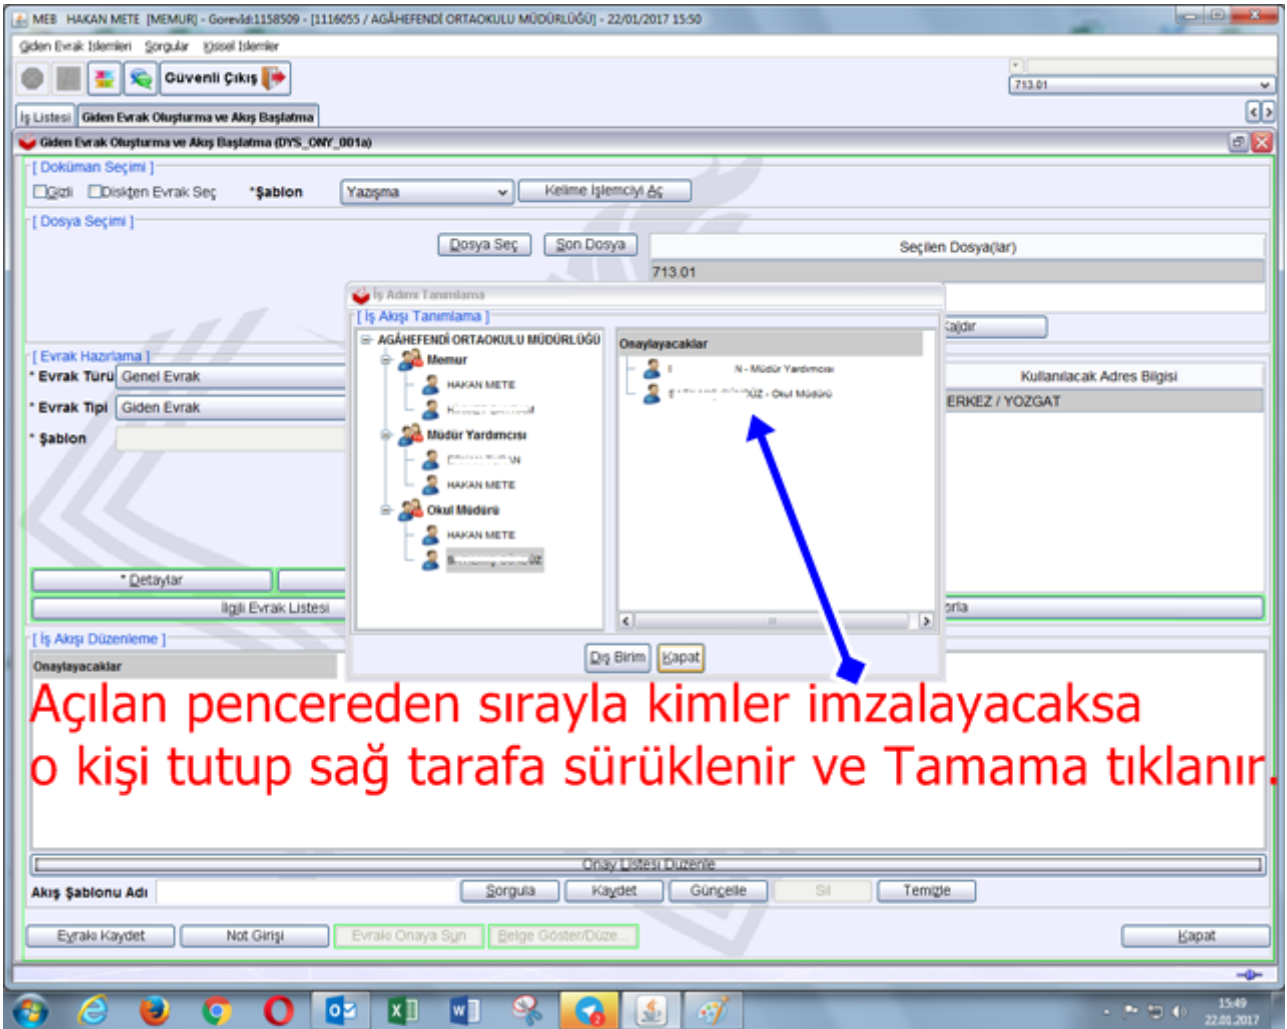 MEB HAKAN METE [MEMUR] - GorevId:1158509 - [1116055 / AGÂHEFENDİ ORTAOKULU MÜDÜRLÜĞÜ] - 22/01/2017 15:50
Giden Evrak İşlemleri Sorgular Kişisel İşlemler
Güvenli Çıkış
713.01
İş Listesi Giden Evrak Oluşturma ve Akış Başlatma
Giden Evrak Oluşturma ve Akış Başlatma (DYS_ONY_001a)
[ Doküman Seçimi ]
Gizli Diskten Evrak Seç *Şablon Yazışma Kelime İşlemciyi Aç
[ Dosya Seçimi ]
Dosya Seç Son Dosya Seçilen Dosya(lar)
713.01
İş Adımı Tanımlama
[ İş Akışı Tanımlama ]
Kaldır
AGÂHEFENDİ ORTAOKULU MÜDÜRLÜĞÜ Onaylayacaklar
[ Evrak Hazırlama ]
Memur N - Müdür Yardımcısı
* Evrak Türü Genel Evrak HAKAN METE ÜZ - Okul Müdürü Kullanılacak Adres Bilgisi
* Evrak Tipi Giden Evrak ERKEZ / YOZGAT
* Şablon Müdür Yardımcısı
HAKAN METE
Okul Müdürü
HAKAN METE
ÜZ
* Detaylar
İlgili Evrak Listesi orla
[ İş Akışı Düzenleme ]
Dış Birim Kapat
Onaylayacaklar
Açılan pencereden sırayla kimler imzalayacaksa
o kişi tutup sağ tarafa sürüklenir ve Tamama tıklanır.
Onay Listesi Düzenle
Akış Şablonu Adı Sorgula Kaydet Güncelle Sil Temizle
Evrakı Kaydet Not Girişi Evrakı Onaya Sun Belge Göster/Düze... Kapat
15:49
22.01.2017